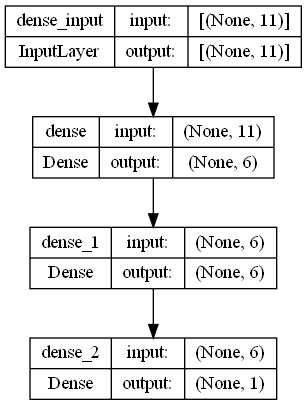 dense_input input: [(None, 11)]
InputLayer output: [(None, 11)]
dense input: (None, 11)
Dense output: (None, 6)
dense_1 input: (None, 6)
Dense output: (None, 6)
dense_2 input: (None, 6)
Dense output: (None, 1)